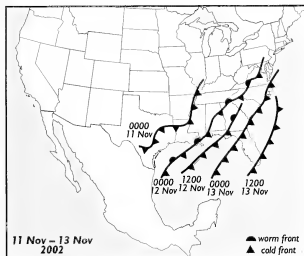 0000
11 Nov
0000
12 Nov
1200
12 Nov
0000
13 Nov
1200
13 Nov
11 Nov – 13 Nov
2002
warm front
cold front